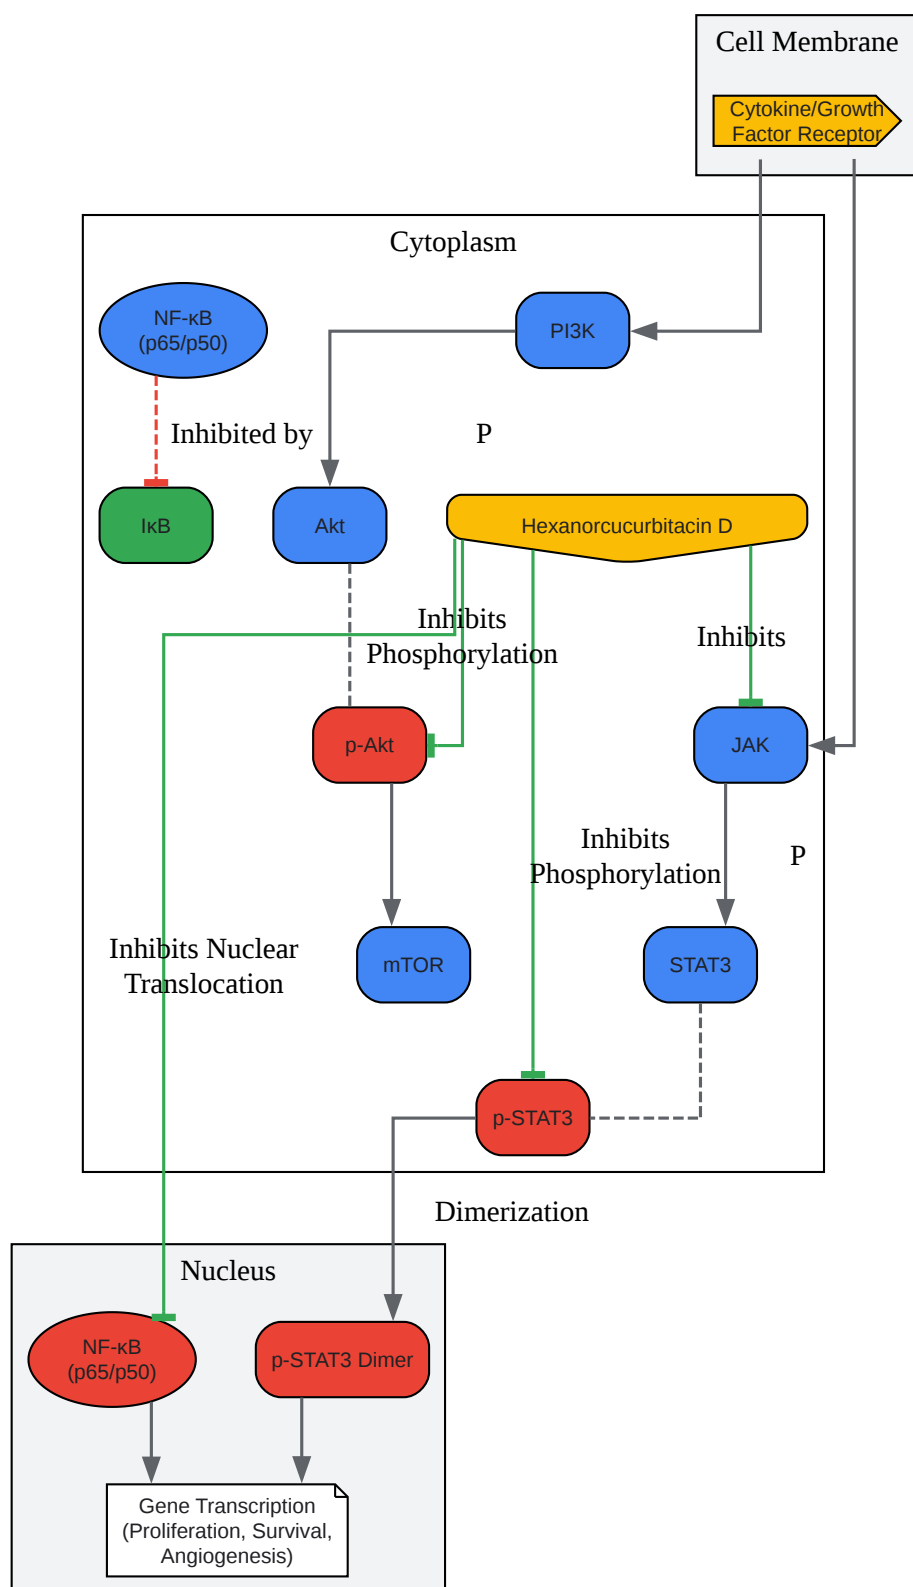 Cell Membrane
Cytokine/Growth
Factor Receptor
Cytoplasm
NF-κB
(p65/p50)
PI3K
Inhibited by
P
IκB
Akt
Hexanorcucurbitacin D
Inhibits
Phosphorylation
Inhibits
p-Akt
JAK
Inhibits
Phosphorylation
P
Inhibits Nuclear
Translocation
mTOR
STAT3
p-STAT3
Dimerization
Nucleus
NF-κB
(p65/p50)
p-STAT3 Dimer
Gene Transcription
(Proliferation, Survival,
Angiogenesis)